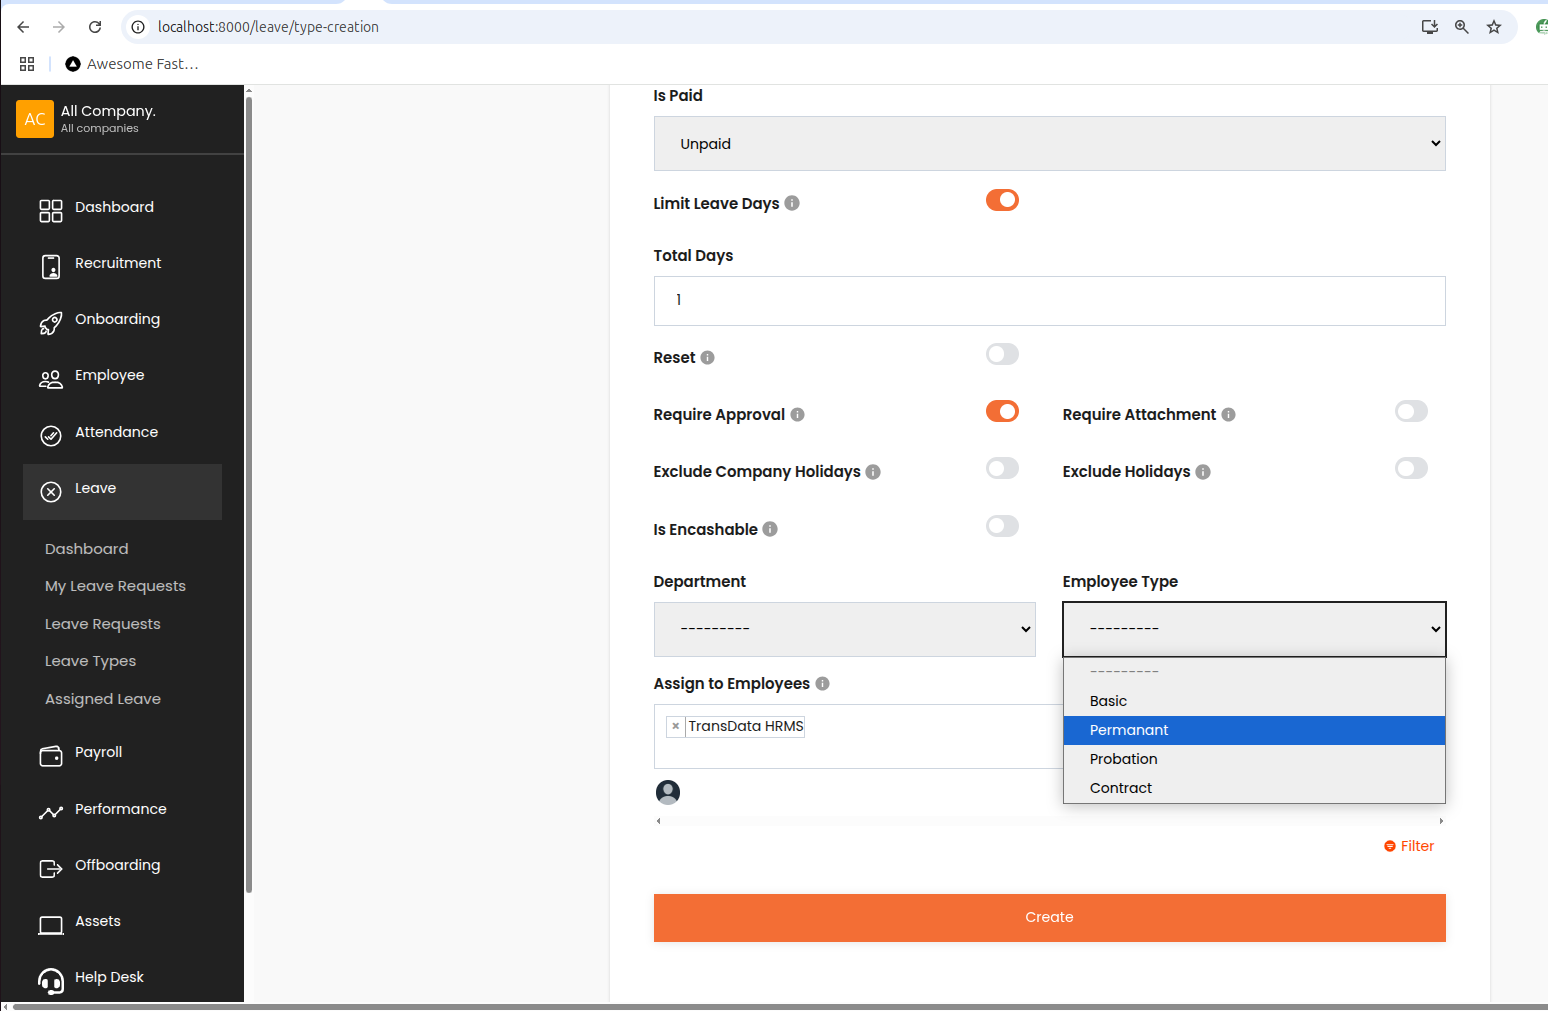 localhost:8000/leave/type-creation
Awesome Fast...
AC
All Company.
All companies
Dashboard
Recruitment
Onboarding
Employee
Attendance
Leave
Dashboard
My Leave Requests
Leave Requests
Leave Types
Assigned Leave
Payroll
Performance
Offboarding
Assets
Help Desk
Is Paid
Unpaid
Limit Leave Days
Total Days
1
Reset
Require Approval
Require Attachment
Exclude Company Holidays
Exclude Holidays
Is Encashable
Department
Employee Type
---------
---------
---------
Basic
Permanant
Probation
Contract
Assign to Employees
× TransData HRMS
Filter
Create